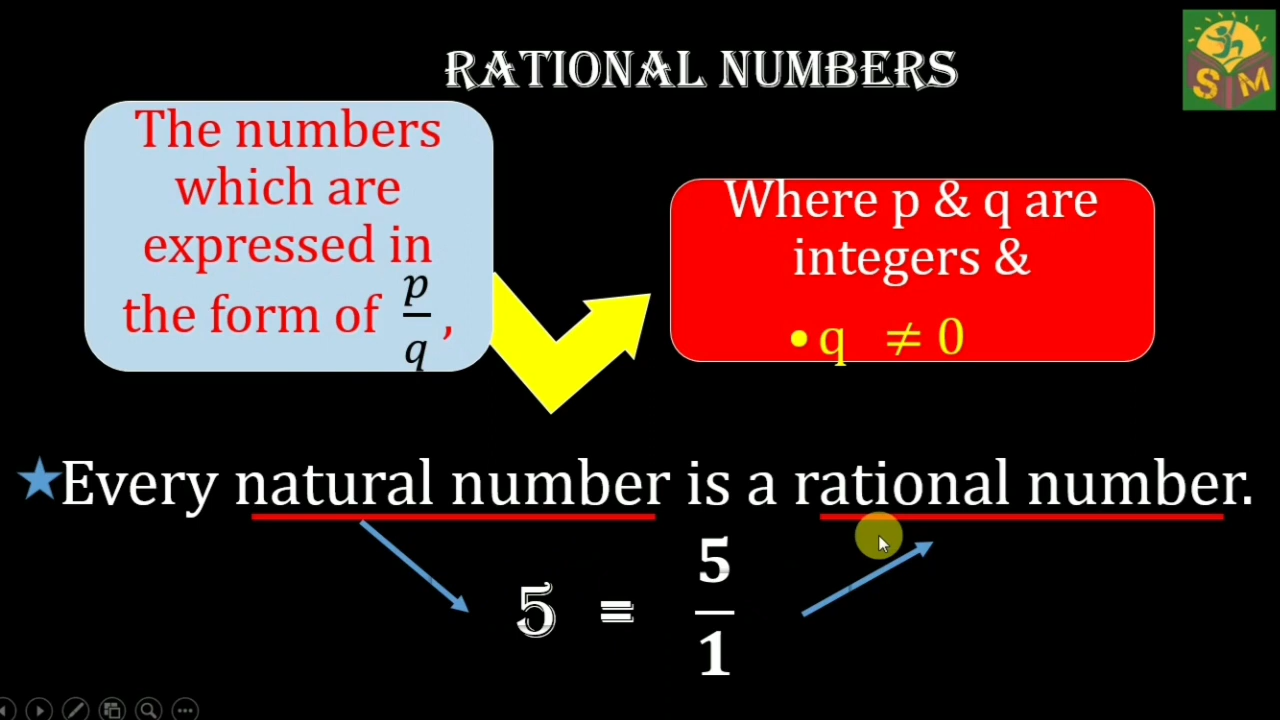 RATIONAL NUMBERS
S M
The numbers
which are
expressed in
the form of p/q ,
Where p & q are
integers &
• q ≠ 0
Every natural number is a rational number.
5 = 5/1